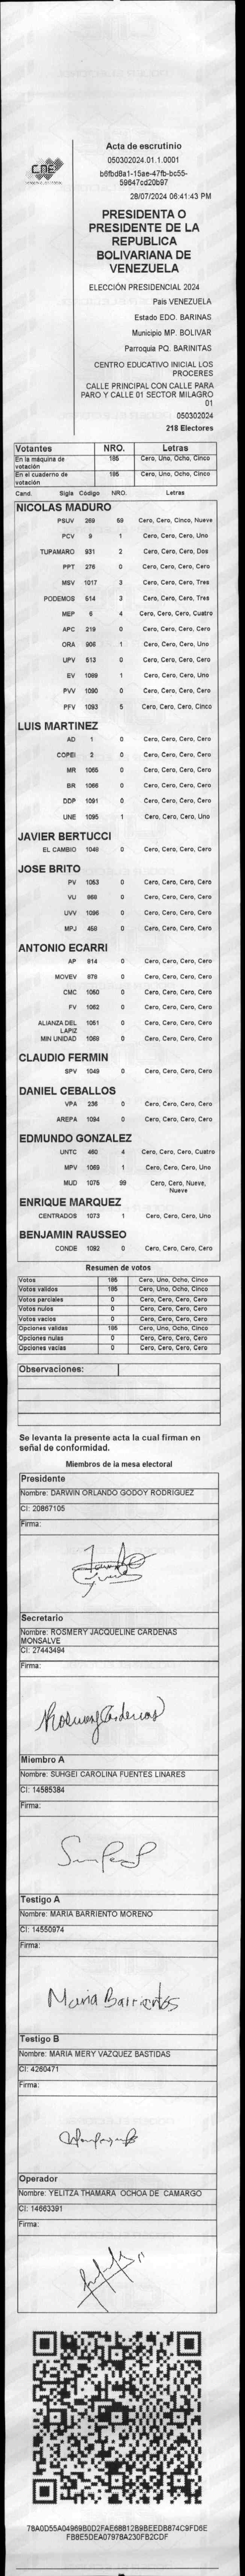 CNE
Acta de escrutinio
050302024.01.1.0001
b6fbd8a1-15ae-47fb-bc55-
59647cd20b97
28/07/2024 06:41:43 PM
PRESIDENTA O
PRESIDENTE DE LA
REPUBLICA
BOLIVARIANA DE
VENEZUELA
ELECCIÓN PRESIDENCIAL 2024
País VENEZUELA
Estado EDO. BARINAS
Municipio MP. BOLIVAR
Parroquia PQ. BARINITAS
CENTRO EDUCATIVO INICIAL LOS
PROCERES
CALLE PRINCIPAL CON CALLE PARA
PARO Y CALLE 01 SECTOR MILAGRO
01
050302024
218 Electores
Votantes NRO. Letras
En la máquina de votación 185 Cero, Uno, Ocho, Cinco
En el cuaderno de votación 185 Cero, Uno, Ocho, Cinco
Cand. Sigla Código NRO. Letras
NICOLAS MADURO
PSUV 269 59 Cero, Cero, Cinco, Nueve
PCV 9 1 Cero, Cero, Cero, Uno
TUPAMARO 931 2 Cero, Cero, Cero, Dos
PPT 276 0 Cero, Cero, Cero, Cero
MSV 1017 3 Cero, Cero, Cero, Tres
PODEMOS 514 3 Cero, Cero, Cero, Tres
MEP 6 4 Cero, Cero, Cero, Cuatro
APC 219 0 Cero, Cero, Cero, Cero
ORA 906 1 Cero, Cero, Cero, Uno
UPV 513 0 Cero, Cero, Cero, Cero
EV 1089 1 Cero, Cero, Cero, Uno
PVV 1090 0 Cero, Cero, Cero, Cero
PFV 1093 5 Cero, Cero, Cero, Cinco
LUIS MARTINEZ
AD 1 0 Cero, Cero, Cero, Cero
COPEI 2 0 Cero, Cero, Cero, Cero
MR 1065 0 Cero, Cero, Cero, Cero
BR 1066 0 Cero, Cero, Cero, Cero
DDP 1091 0 Cero, Cero, Cero, Cero
UNE 1095 1 Cero, Cero, Cero, Uno
JAVIER BERTUCCI
EL CAMBIO 1048 0 Cero, Cero, Cero, Cero
JOSE BRITO
PV 1053 0 Cero, Cero, Cero, Cero
VU 868 0 Cero, Cero, Cero, Cero
UVV 1096 0 Cero, Cero, Cero, Cero
MPJ 458 0 Cero, Cero, Cero, Cero
ANTONIO ECARRI
AP 914 0 Cero, Cero, Cero, Cero
MOVEV 979 0 Cero, Cero, Cero, Cero
CMC 1050 0 Cero, Cero, Cero, Cero
FV 1052 0 Cero, Cero, Cero, Cero
ALIANZA DEL LAPIZ 1051 0 Cero, Cero, Cero, Cero
MIN UNIDAD 1068 0 Cero, Cero, Cero, Cero
CLAUDIO FERMIN
SPV 1049 0 Cero, Cero, Cero, Cero
DANIEL CEBALLOS
VPA 236 0 Cero, Cero, Cero, Cero
AREPA 1094 0 Cero, Cero, Cero, Cero
EDMUNDO GONZALEZ
UNTC 460 4 Cero, Cero, Cero, Cuatro
MPV 1069 1 Cero, Cero, Cero, Uno
MUD 1075 99 Cero, Cero, Nueve, Nueve
ENRIQUE MARQUEZ
CENTRADOS 1073 1 Cero, Cero, Cero, Uno
BENJAMIN RAUSSEO
CONDE 1092 0 Cero, Cero, Cero, Cero
Resumen de votos
Votos 185 Cero, Uno, Ocho, Cinco
Votos validos 185 Cero, Uno, Ocho, Cinco
Votos parciales 0 Cero, Cero, Cero, Cero
Votos nulos 0 Cero, Cero, Cero, Cero
Votos vacios 0 Cero, Cero, Cero, Cero
Opciones validas 185 Cero, Uno, Ocho, Cinco
Opciones nulas 0 Cero, Cero, Cero, Cero
Opciones vacias 0 Cero, Cero, Cero, Cero
Observaciones:
Se levanta la presente acta la cual firman en
señal de conformidad.
Miembros de la mesa electoral
Presidente
Nombre: DARWIN ORLANDO GODOY RODRIGUEZ
CI: 20867105
Firma:
Secretario
Nombre: ROSMERY JACQUELINE CARDENAS
MONSALVE
CI: 27443494
Firma:
Rosmery Cardenas
Miembro A
Nombre: SUHGEI CAROLINA FUENTES LINARES
CI: 14585384
Firma:
Testigo A
Nombre: MARIA BARRIENTO MORENO
CI: 14550974
Firma:
Maria Barrientos
Testigo B
Nombre: MARIA MERY VAZQUEZ BASTIDAS
CI: 4260471
Firma:
Operador
Nombre: YELITZA THAMARA OCHOA DE CAMARGO
CI: 14663391
Firma:
78A0D55A04969B0D2FAE68812B9BEEDB874C9FD6E
FB8E5DEA07978A230FB2CDF